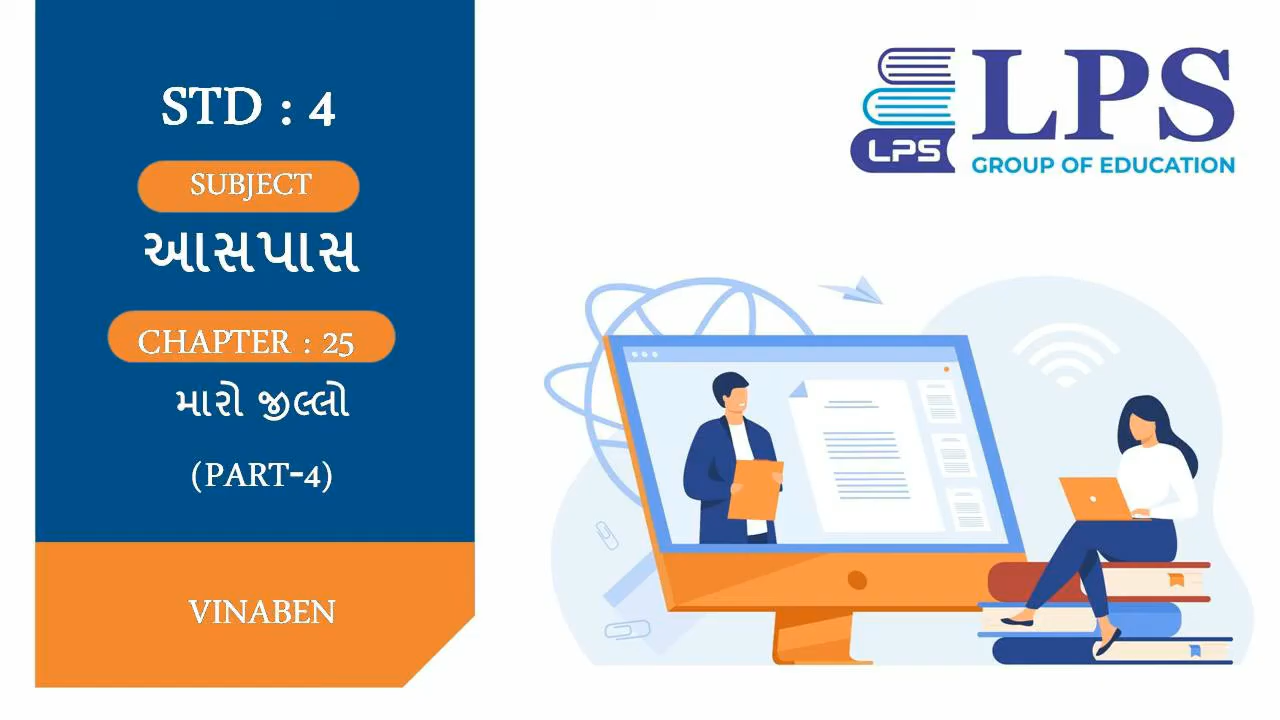 STD : 4
SUBJECT
આસપાસ
CHAPTER : 25
મારો જીલ્લો
(PART-4)
VINABEN
LPS
LPS
GROUP OF EDUCATION